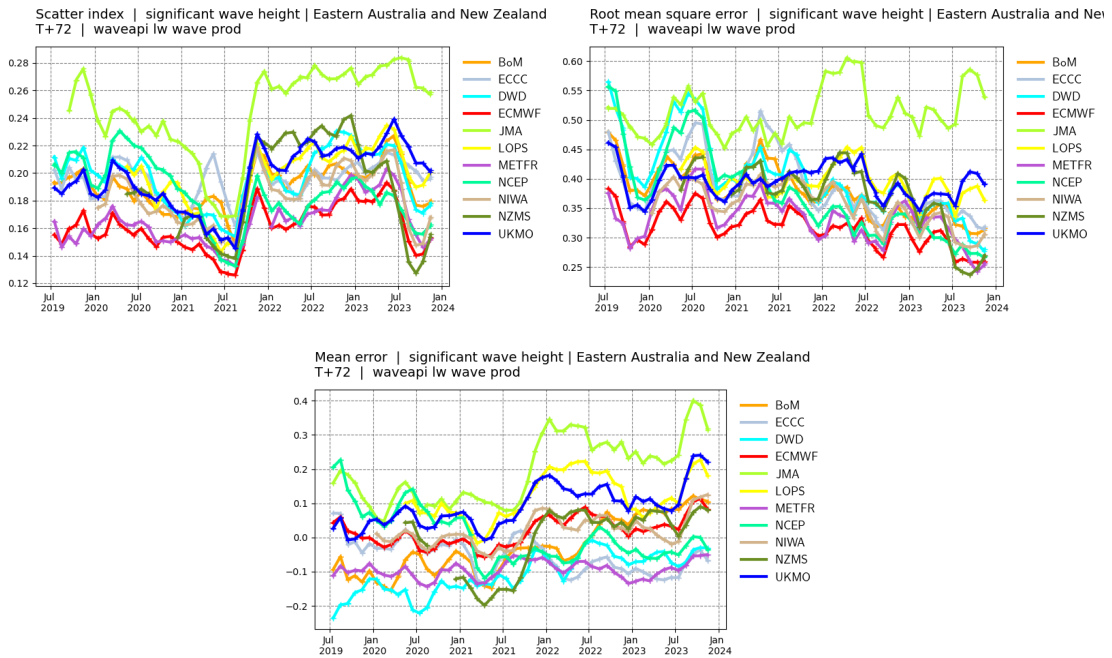 Scatter index | significant wave height | Eastern Australia and New Zealand
T+72 | waveapi lw wave prod
0.28
0.26
0.24
0.22
0.20
0.18
0.16
0.14
0.12
Jul 2019
Jan 2020
Jul 2020
Jan 2021
Jul 2021
Jan 2022
Jul 2022
Jan 2023
Jul 2023
Jan 2024
BoM
ECCC
DWD
ECMWF
JMA
LOPS
METFR
NCEP
NIWA
NZMS
UKMO
Root mean square error | significant wave height | Eastern Australia and New
T+72 | waveapi lw wave prod
0.60
0.55
0.50
0.45
0.40
0.35
0.30
0.25
Jul 2019
Jan 2020
Jul 2020
Jan 2021
Jul 2021
Jan 2022
Jul 2022
Jan 2023
Jul 2023
Jan 2024
BoM
ECCC
DWD
ECMWF
JMA
LOPS
METFR
NCEP
NIWA
NZMS
UKMO
Mean error | significant wave height | Eastern Australia and New Zealand
T+72 | waveapi lw wave prod
0.4
0.3
0.2
0.1
0.0
−0.1
−0.2
Jul 2019
Jan 2020
Jul 2020
Jan 2021
Jul 2021
Jan 2022
Jul 2022
Jan 2023
Jul 2023
Jan 2024
BoM
ECCC
DWD
ECMWF
JMA
LOPS
METFR
NCEP
NIWA
NZMS
UKMO